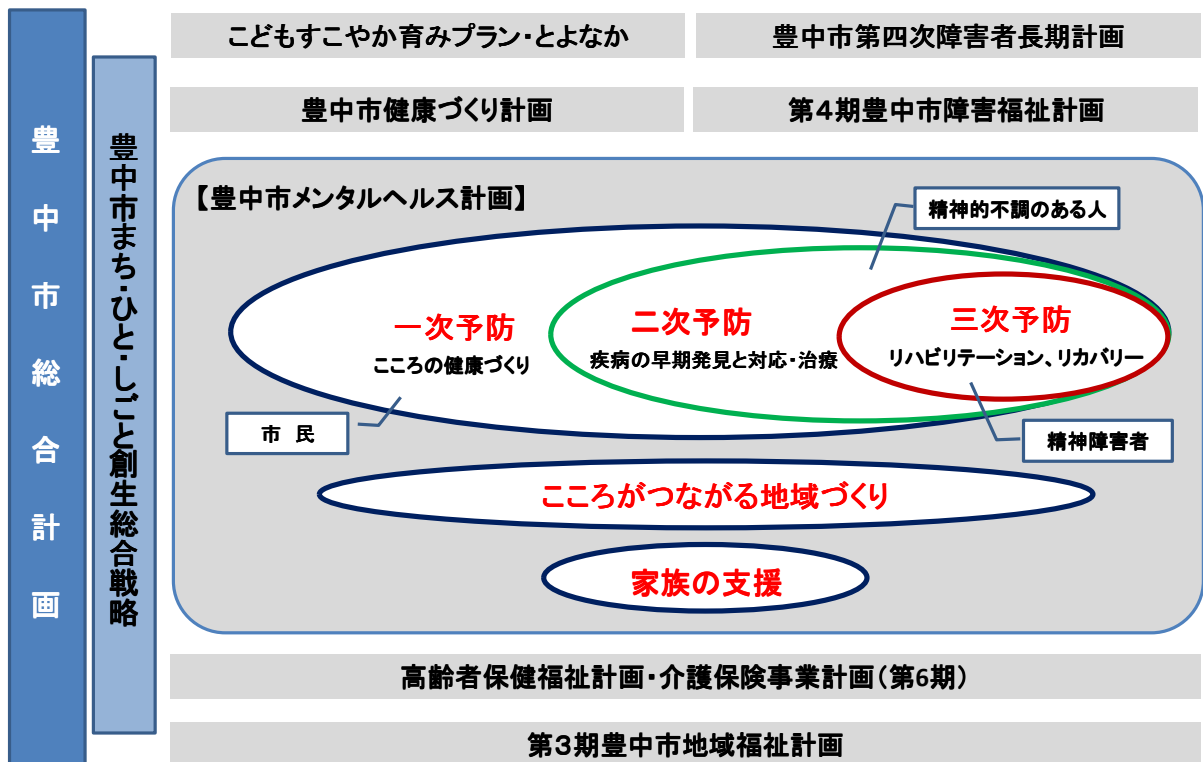 豊中市総合計画
豊中市まち・ひと・しごと創生総合戦略
こどもすこやか育みプラン・とよなか
豊中市第四次障害者長期計画
豊中市健康づくり計画
第4期豊中市障害福祉計画
【豊中市メンタルヘルス計画】
精神的不調のある人
一次予防
こころの健康づくり
二次予防
疾病の早期発見と対応・治療
三次予防
リハビリテーション、リカバリー
市 民
精神障害者
こころがつながる地域づくり
家族の支援
高齢者保健福祉計画・介護保険事業計画(第6期)
第3期豊中市地域福祉計画